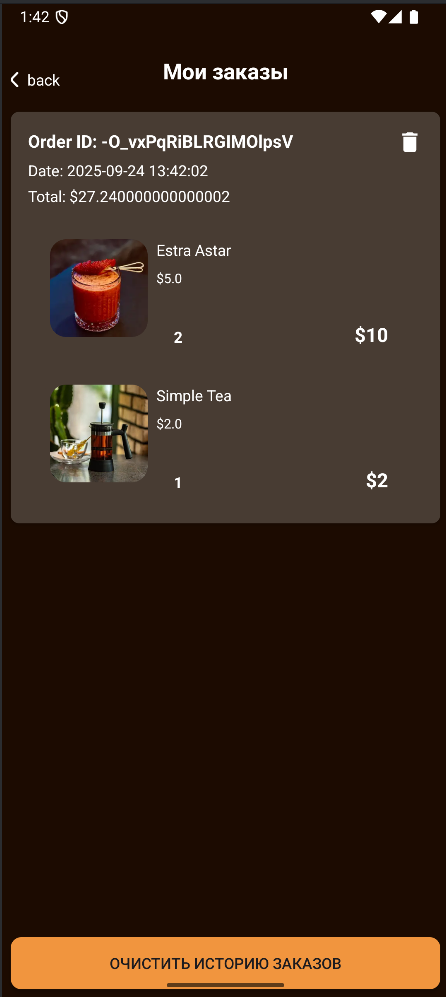 1:42
back
Мои заказы
Order ID: -O_vxPqRiBLRGIMOlpsV
Date: 2025-09-24 13:42:02
Total: $27.240000000000002
Estra Astar
$5.0
2
$10
Simple Tea
$2.0
1
$2
ОЧИСТИТЬ ИСТОРИЮ ЗАКАЗОВ